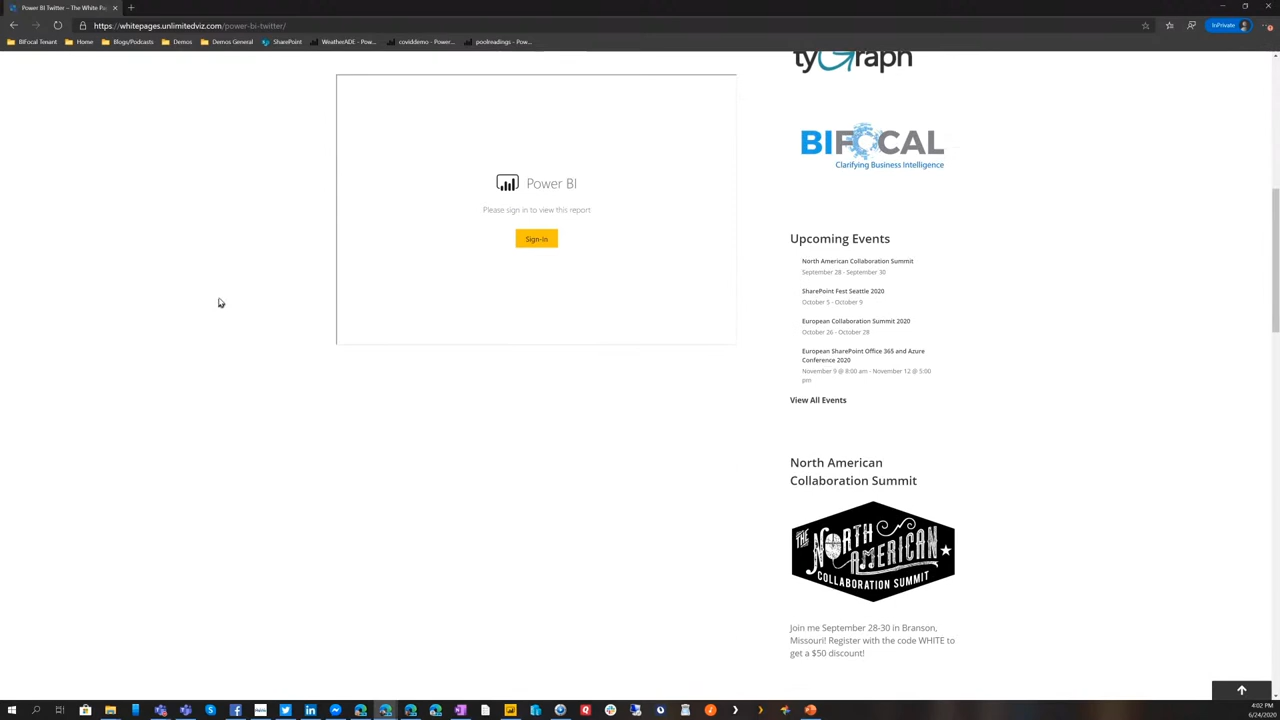 Power BI Twitter – The White Pa
https://whitepages.unlimitedviz.com/power-bi-twitter/
InPrivate
BIFocal Tenant
Home
Blogs/Podcasts
Demos
Demos General
SharePoint
WeatherADE - Pow...
coviddemo - Power...
poolreadings - Pow...
tyGraph
BIFOCAL
Clarifying Business Intelligence
Power BI
Please sign in to view this report
Sign-In
Upcoming Events
North American Collaboration Summit
September 28 - September 30
SharePoint Fest Seattle 2020
October 5 - October 9
European Collaboration Summit 2020
October 26 - October 28
European SharePoint Office 365 and Azure
Conference 2020
November 9 @ 8:00 am - November 12 @ 5:00
pm
View All Events
North American
Collaboration Summit
THE NORTH AMERICAN
COLLABORATION SUMMIT
Join me September 28-30 in Branson,
Missouri! Register with the code WHITE to
get a $50 discount!
4:02 PM
6/24/2020